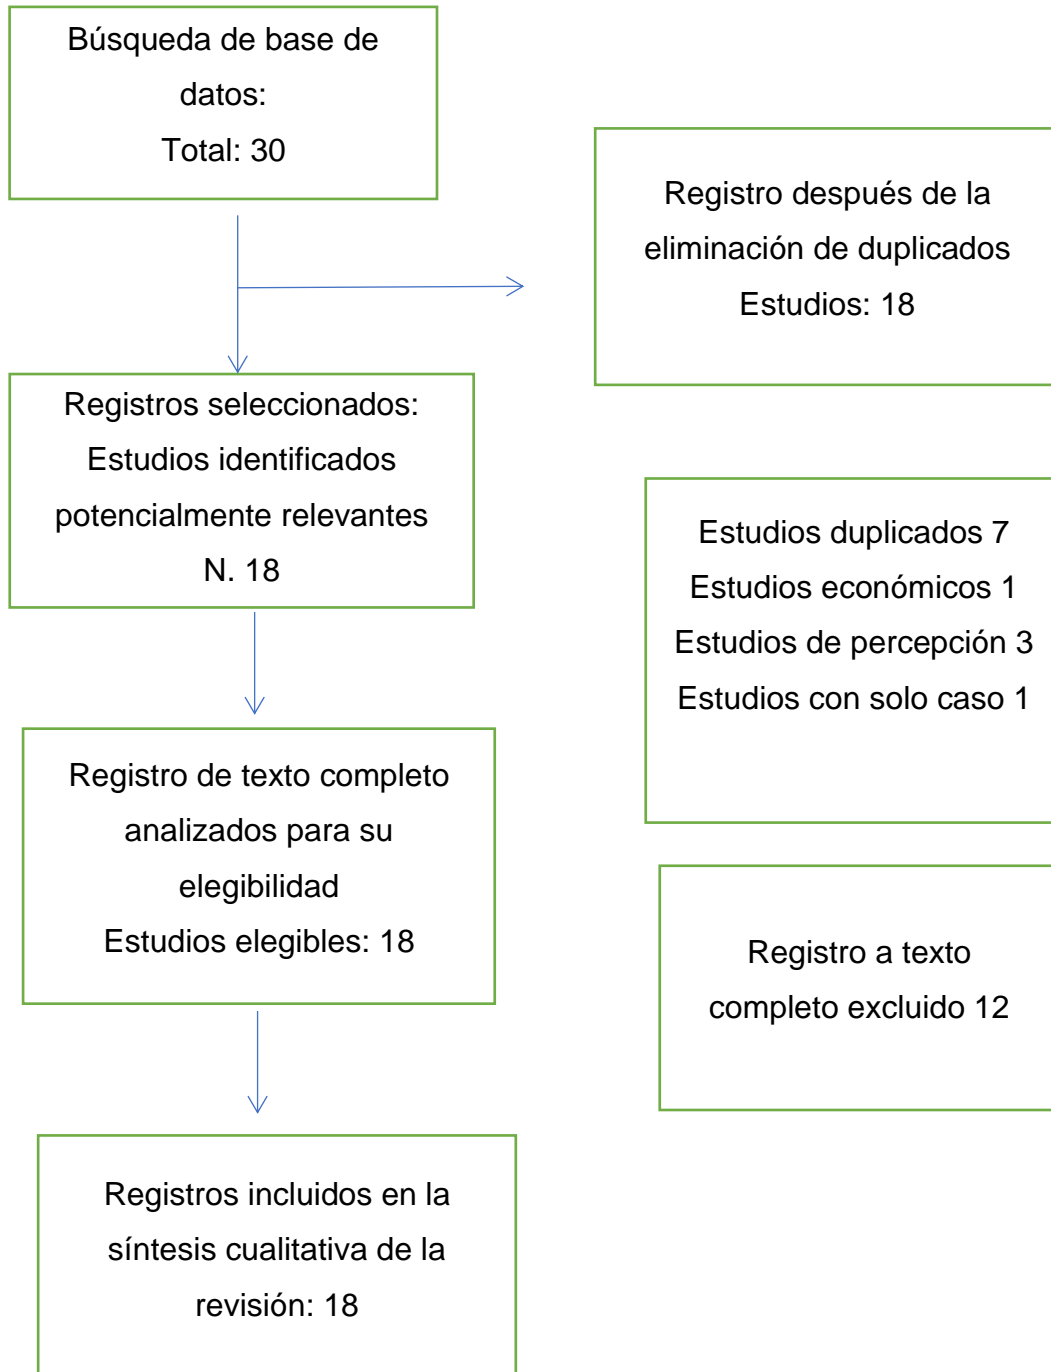 Búsqueda de base de
datos:
Total: 30
Registro después de la
eliminación de duplicados
Estudios: 18
Registros seleccionados:
Estudios identificados
potencialmente relevantes
N. 18
Estudios duplicados 7
Estudios económicos 1
Estudios de percepción 3
Estudios con solo caso 1
Registro de texto completo
analizados para su
elegibilidad
Estudios elegibles: 18
Registro a texto
completo excluido 12
Registros incluidos en la
síntesis cualitativa de la
revisión: 18